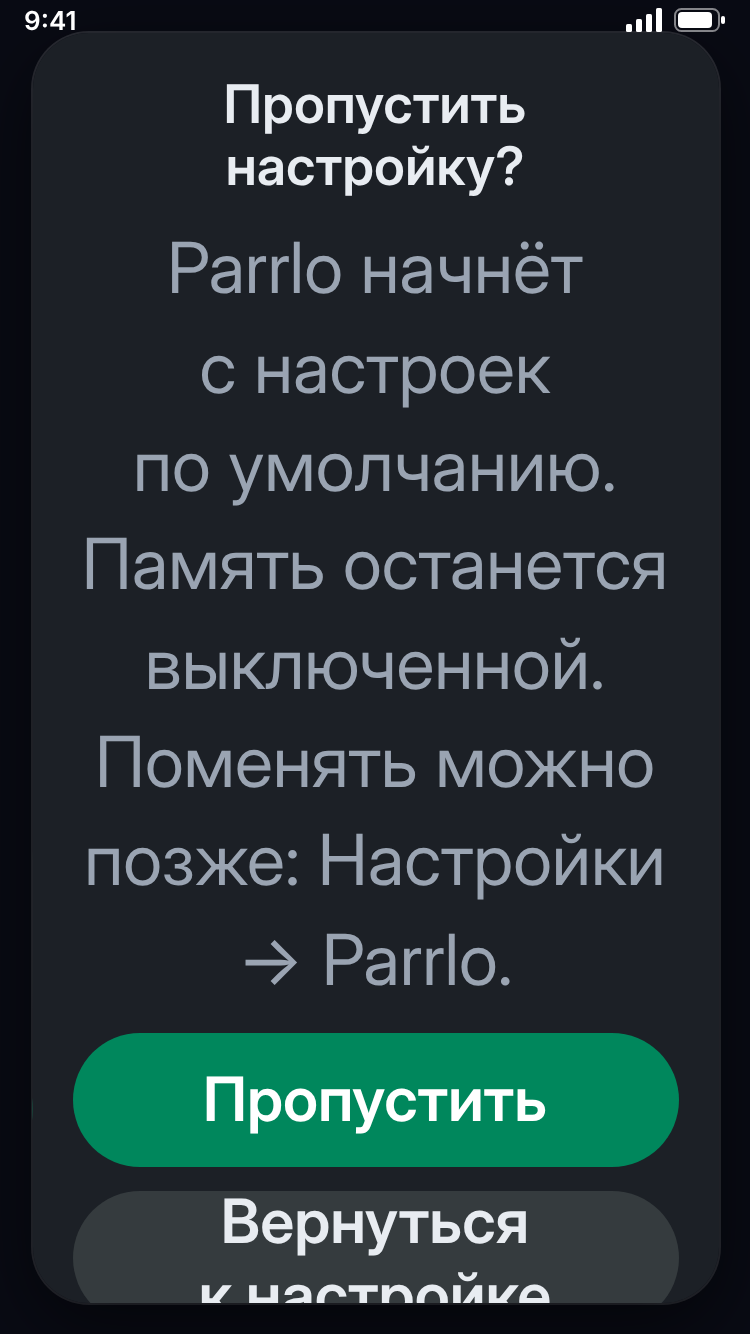 9:41
Пропустить
настройку?
Parrlo начнёт
с настроек
по умолчанию.
Память останется
выключенной.
Поменять можно
позже: Настройки
→ Parrlo.
Пропустить
Вернуться
к настройке